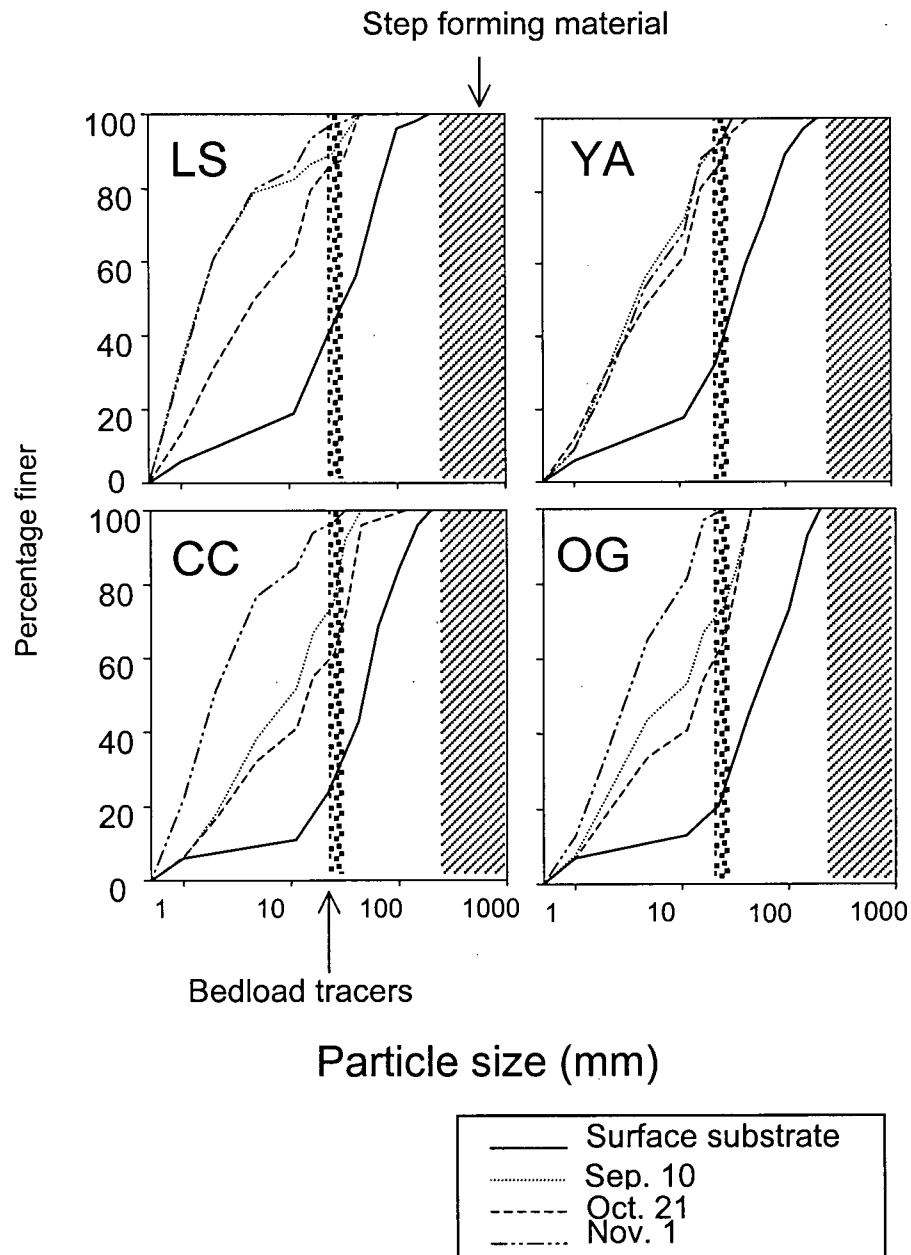 Step forming material
LS
YA
100
80
60
40
20
0
CC
OG
100
80
60
40
20
0
Percentage finer
1 10 100 1000
1 10 100 1000
Bedload tracers
Particle size (mm)
Surface substrate
Sep. 10
Oct. 21
Nov. 1